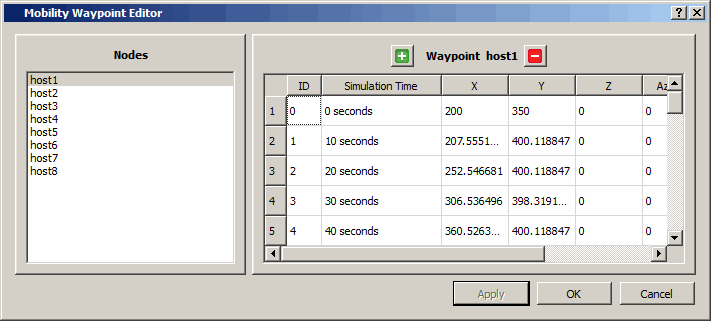 Mobility Waypoint Editor
Nodes
host1
host2
host3
host4
host5
host6
host7
host8
Waypoint host1
ID Simulation Time X Y Z Az
1 0 0 seconds 200 350 0 0
2 1 10 seconds 207.5551... 400.118847 0 0
3 2 20 seconds 252.546681 400.118847 0 0
4 3 30 seconds 306.536496 398.3191... 0 0
5 4 40 seconds 360.5263... 400.118847 0 0
Apply OK Cancel